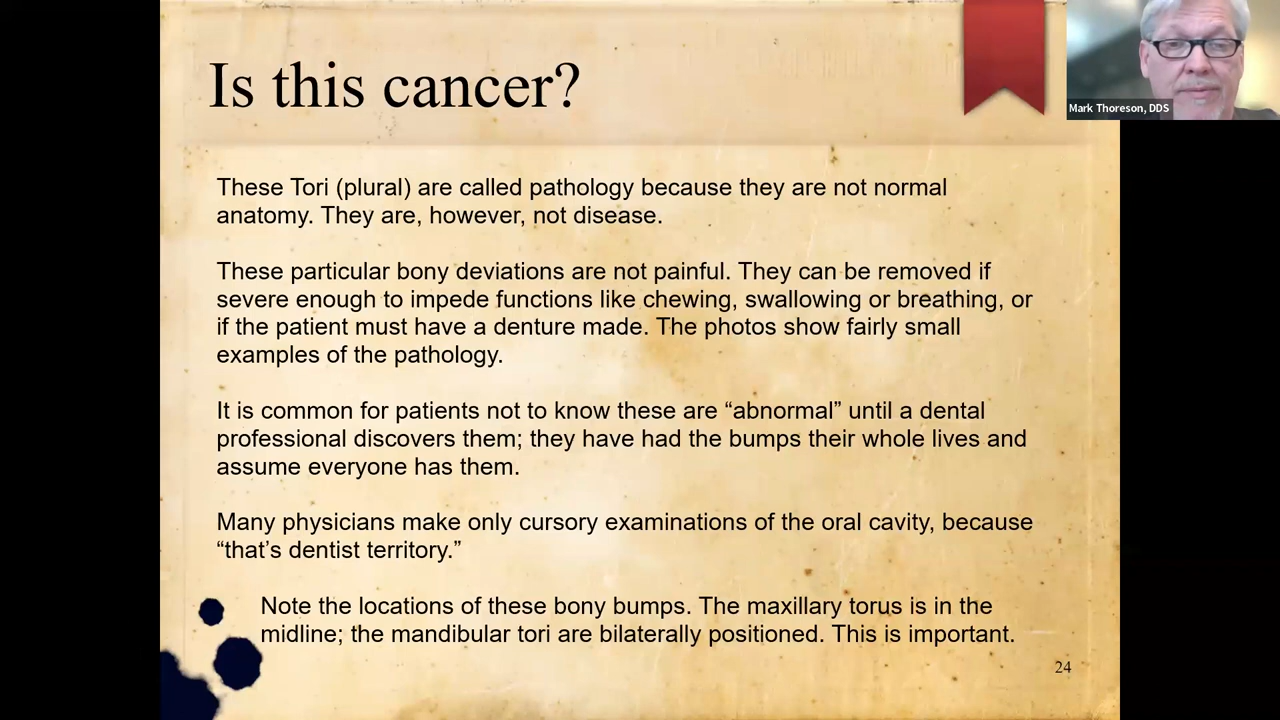 Is this cancer?
Mark Thoreson, DDS
These Tori (plural) are called pathology because they are not normal
anatomy. They are, however, not disease.
These particular bony deviations are not painful. They can be removed if
severe enough to impede functions like chewing, swallowing or breathing, or
if the patient must have a denture made. The photos show fairly small
examples of the pathology.
It is common for patients not to know these are “abnormal” until a dental
professional discovers them; they have had the bumps their whole lives and
assume everyone has them.
Many physicians make only cursory examinations of the oral cavity, because
“that’s dentist territory.”
Note the locations of these bony bumps. The maxillary torus is in the
midline; the mandibular tori are bilaterally positioned. This is important.
24